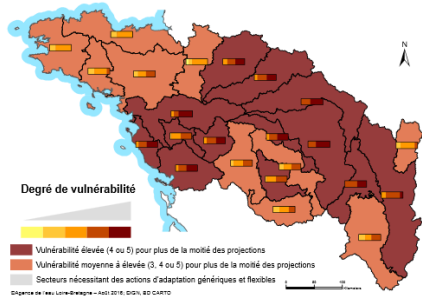 N
Degré de vulnérabilité
Vulnérabilité élevée (4 ou 5) pour plus de la moitié des projections
Vulnérabilité moyenne à élevée (3, 4 ou 5) pour plus de la moitié des projections
Secteurs nécessitant des actions d'adaptation génériques et flexibles
©Agence de l'eau Loire-Bretagne – Août 2016; ©IGN, BD CARTO